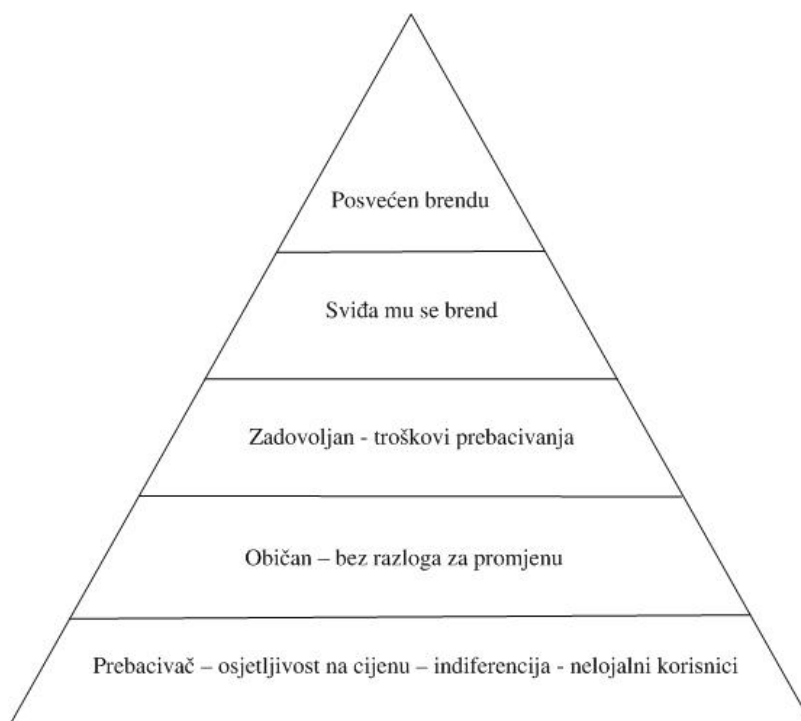 Posvećen brendu
Sviđa mu se brend
Zadovoljan - troškovi prebacivanja
Običan – bez razloga za promjenu
Prebacivač – osjetljivost na cijenu – indiferencija - nelojalni korisnici